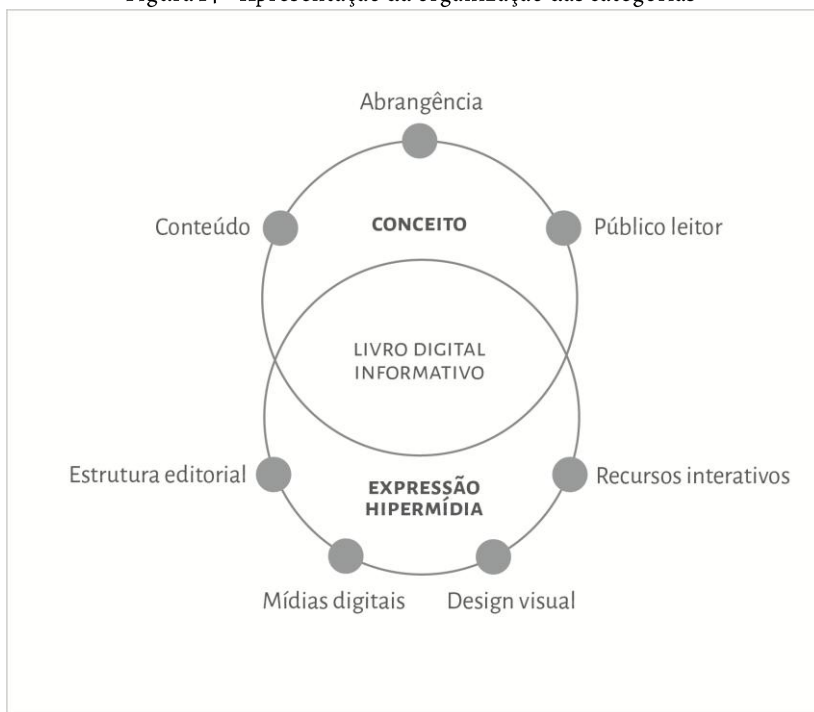 Abrangência
Conteúdo
CONCEITO
Público leitor
LIVRO DIGITAL
INFORMATIVO
Estrutura editorial
EXPRESSÃO
HIPERMÍDIA
Recursos interativos
Mídias digitais
Design visual